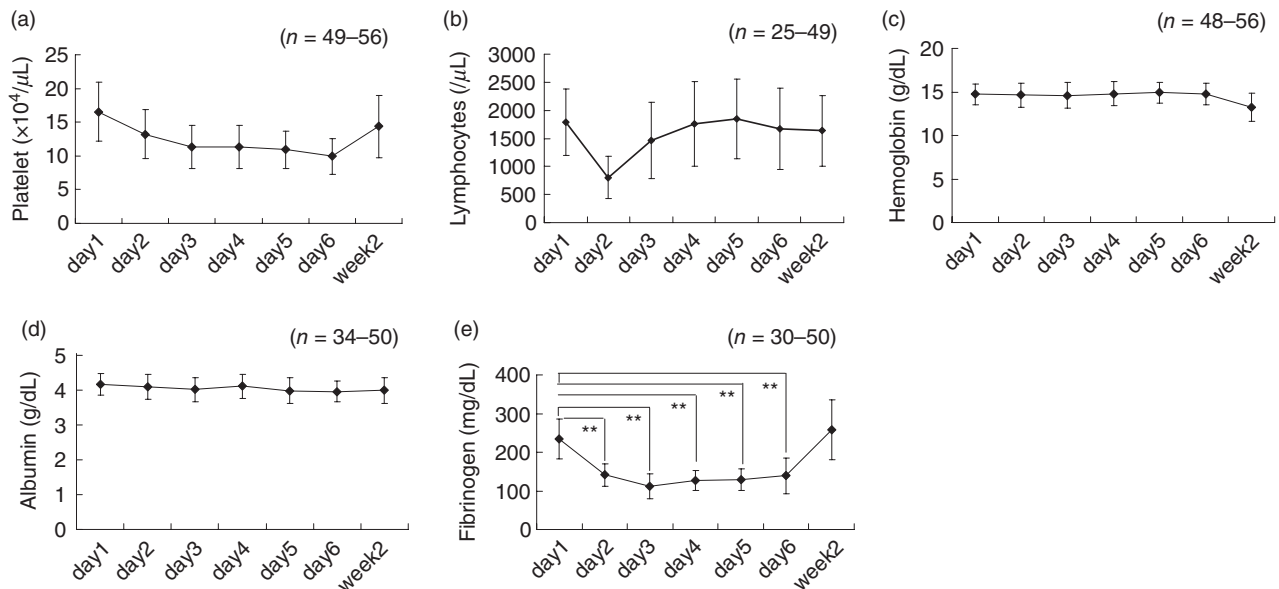 (a)
(n = 49–56)
Platelet (×10⁴/μL)
25
20
15
10
5
0
day1
day2
day3
day4
day5
day6
week2
(b)
(n = 25–49)
Lymphocytes (/μL)
3000
2500
2000
1500
1000
500
0
day1
day2
day3
day4
day5
day6
week2
(c)
(n = 48–56)
Hemoglobin (g/dL)
20
15
10
5
0
day1
day2
day3
day4
day5
day6
week2
(d)
(n = 34–50)
Albumin (g/dL)
5
4
3
2
1
0
day1
day2
day3
day4
day5
day6
week2
(e)
(n = 30–50)
Fibrinogen (mg/dL)
400
300
200
100
0
**
**
**
**
**
day1
day2
day3
day4
day5
day6
week2